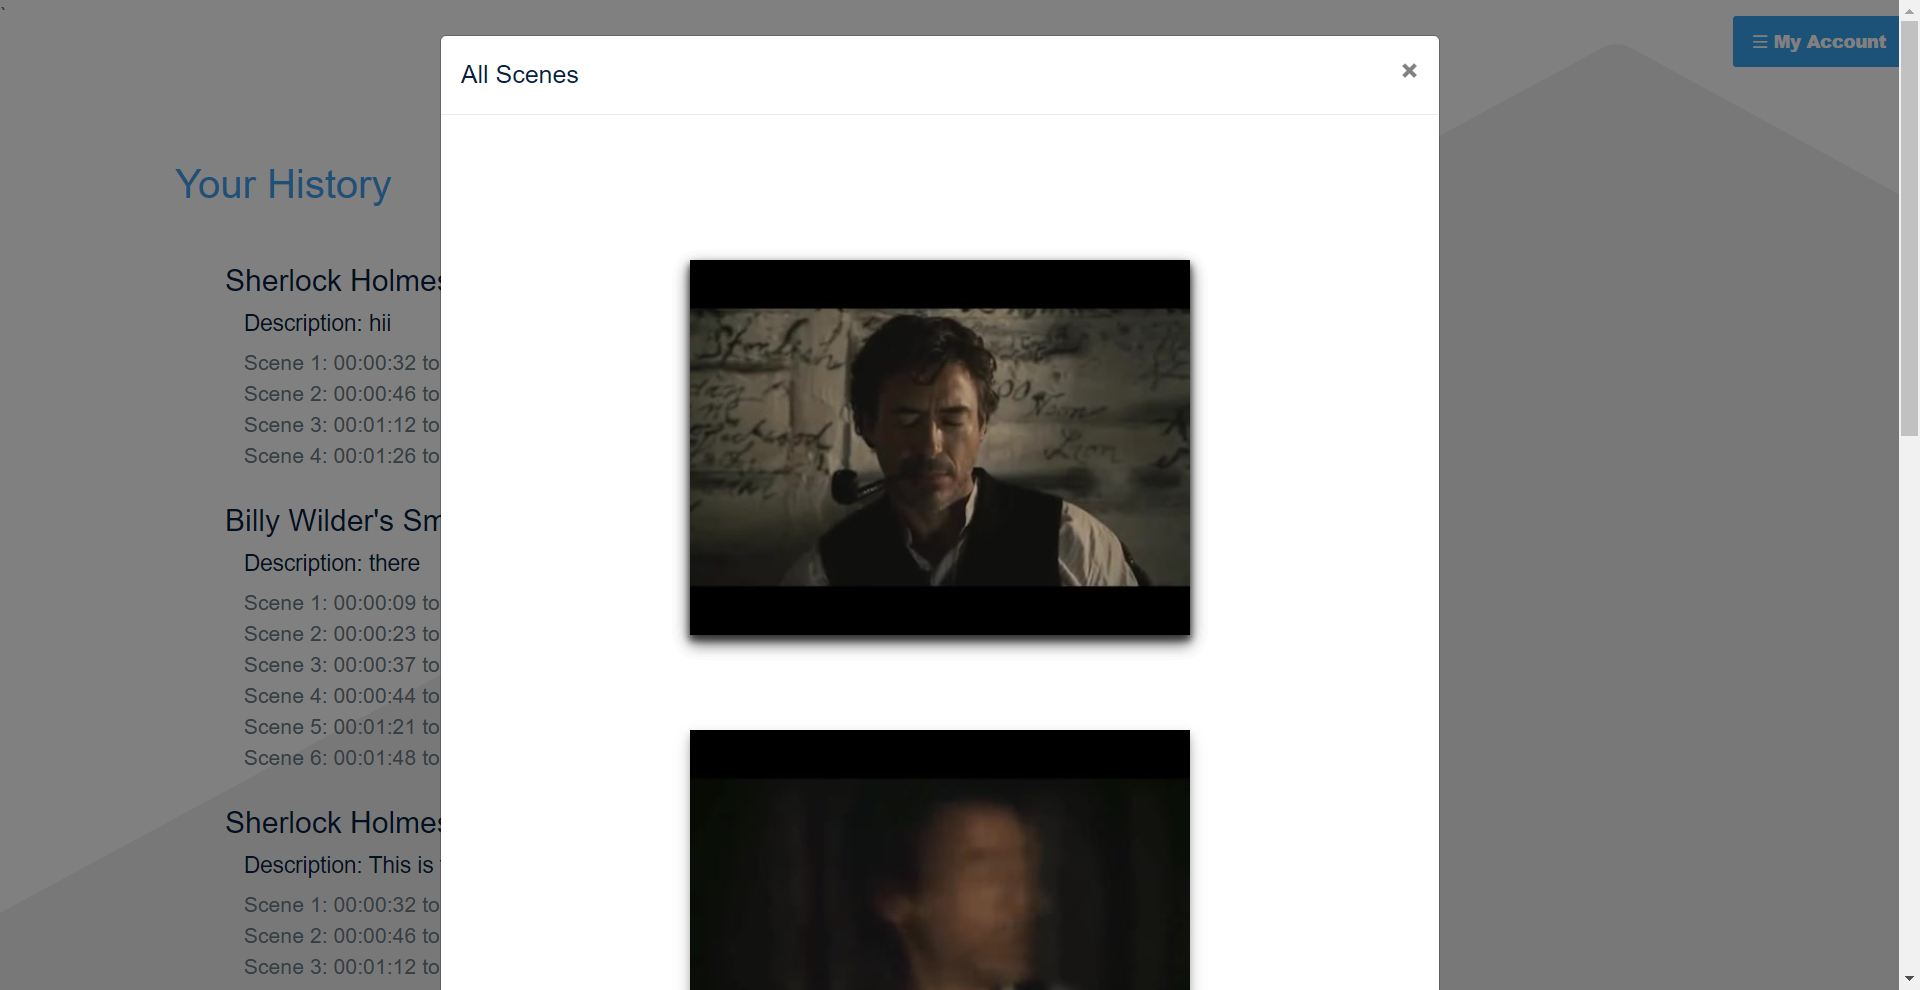 `
☰ My Account
All Scenes
×
Your History
Sherlock Holmes
Description: hii
Scene 1: 00:00:32 to
Scene 2: 00:00:46 to
Scene 3: 00:01:12 to
Scene 4: 00:01:26 to
Billy Wilder's Sm
Description: there
Scene 1: 00:00:09 to
Scene 2: 00:00:23 to
Scene 3: 00:00:37 to
Scene 4: 00:00:44 to
Scene 5: 00:01:21 to
Scene 6: 00:01:48 to
Sherlock Holmes
Description: This is
Scene 1: 00:00:32 to
Scene 2: 00:00:46 to
Scene 3: 00:01:12 to
Noon
Lion